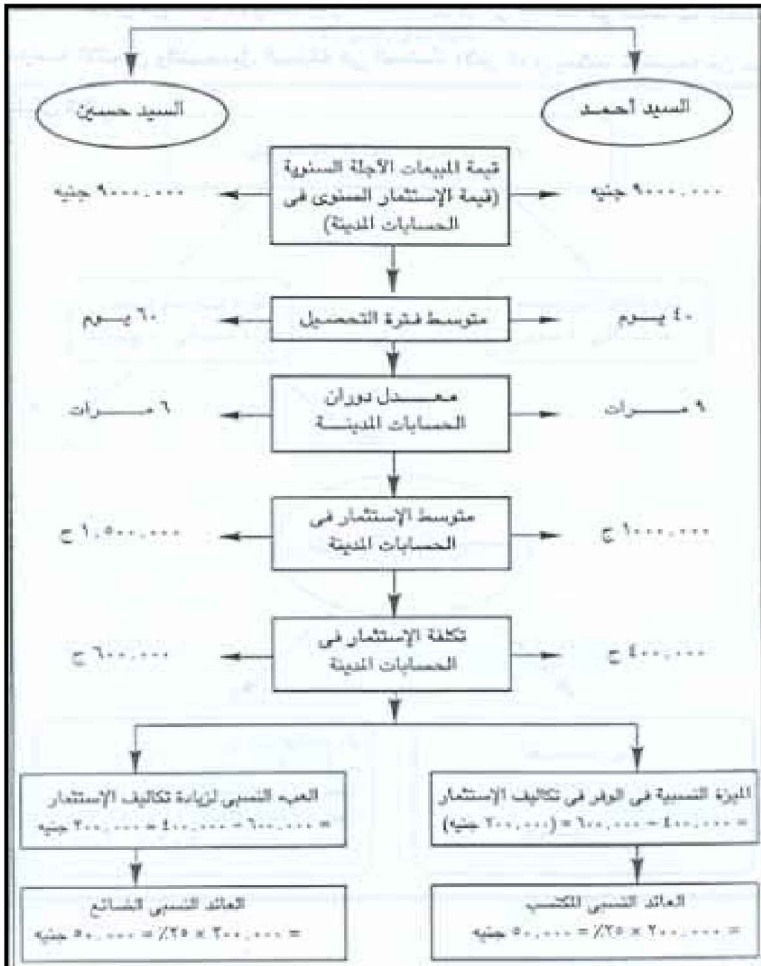 السيد أحمد
السيد حسين
قيمة المبيعات الآجلة السنوية
(قيمة الإستثمار السنوى فى
الحسابات المدينة)
٩٠٠٠.٠٠٠ جنيه
٩٠٠٠.٠٠٠ جنيه
متوسط فترة التحصيل
٤٠ يوم
٦٠ يوم
معدل دوران
الحسابات المدينة
٩ مرات
٦ مرات
متوسط الإستثمار فى
الحسابات المدينة
١٠٠٠.٠٠٠ ج
١.٥٠٠.٠٠٠ ج
تكلفة الإستثمار فى
الحسابات المدينة
٤٠٠.٠٠٠ ج
٦٠٠.٠٠٠ ج
الميزة النسبية فى الوفر فى تكاليف الإستثمار
= ٤٠٠.٠٠٠ – ٦٠٠.٠٠٠ = (٢٠٠.٠٠٠ جنيه)
العبء النسبى لزيادة تكاليف الإستثمار
= ٦٠٠.٠٠٠ – ٤٠٠.٠٠٠ = ٢٠٠.٠٠٠ جنيه
العائد النسبى المكتسب
= ٢٠٠.٠٠٠ × ٢٥٪ = ٥٠.٠٠٠ جنيه
العائد النسبى الضائع
= ٢٠٠.٠٠٠ × ٢٥٪ = ٥٠.٠٠٠ جنيه